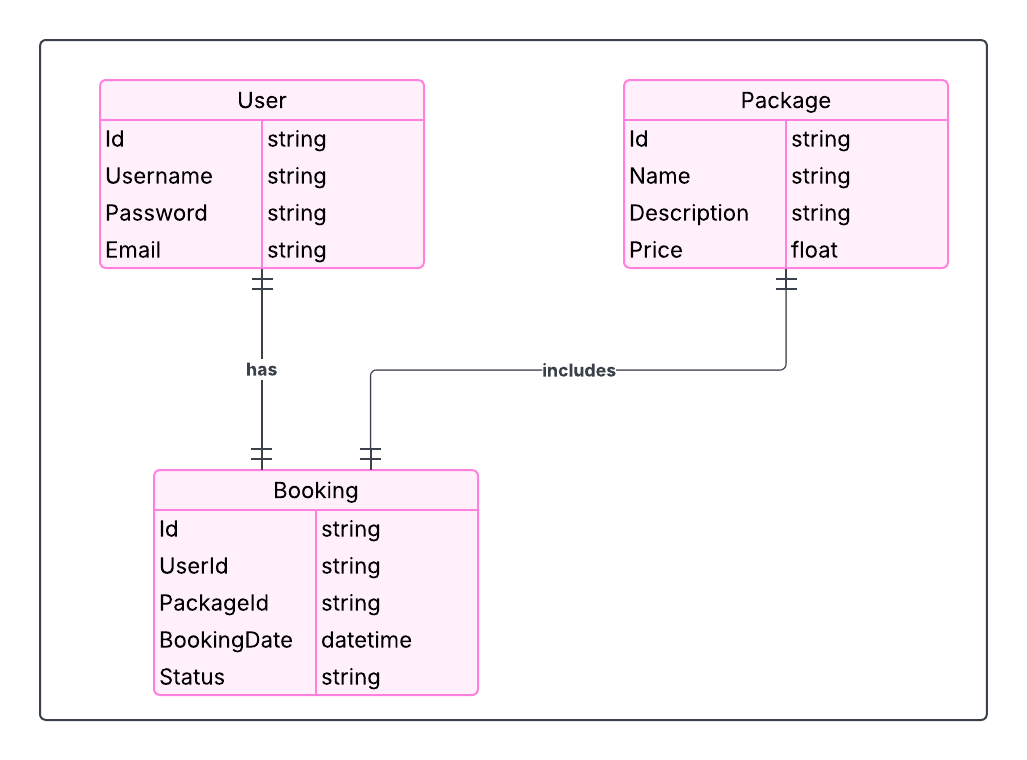 User
Id string
Username string
Password string
Email string
Package
Id string
Name string
Description string
Price float
has
includes
Booking
Id string
UserId string
PackageId string
BookingDate datetime
Status string